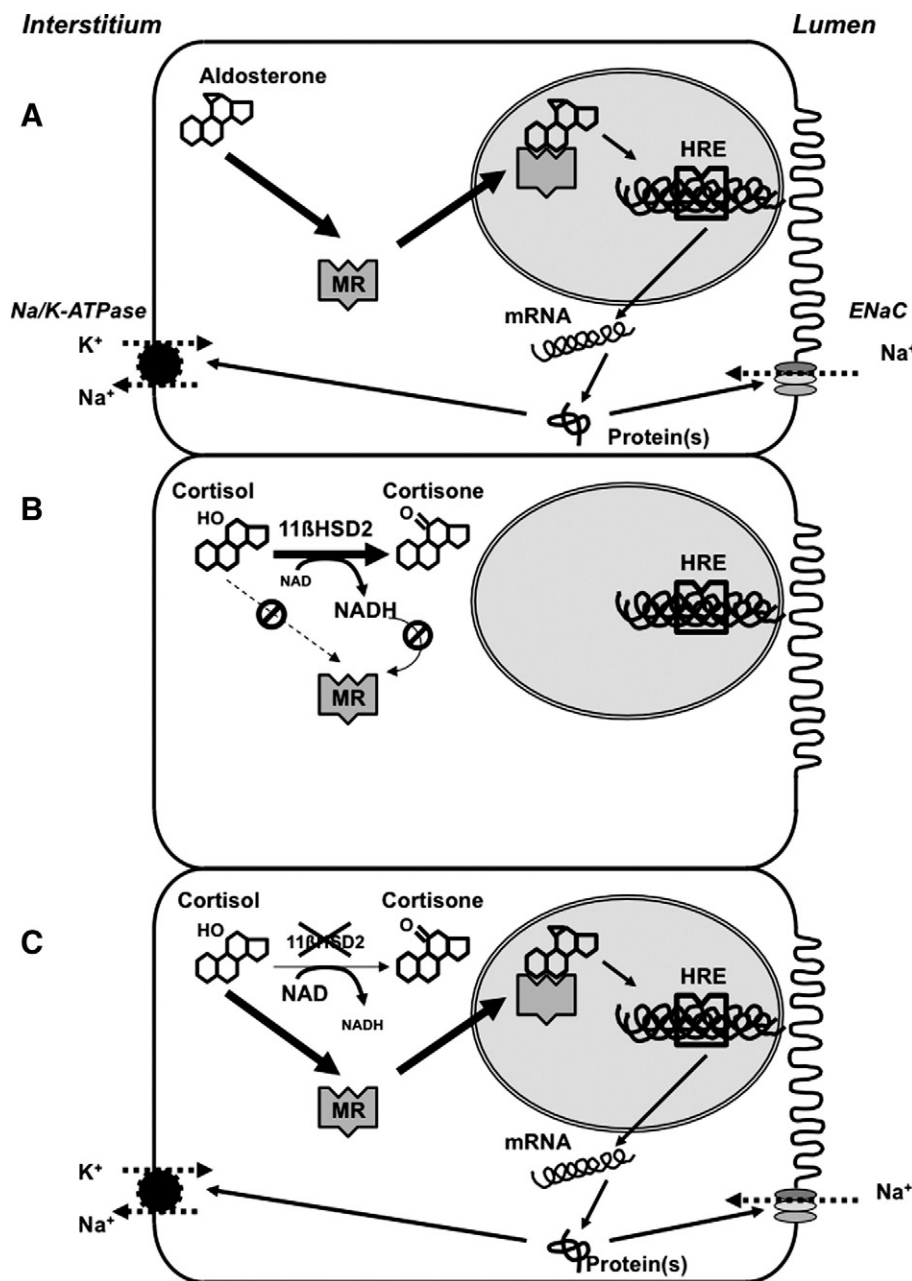 Interstitium
Lumen
A
Aldosterone
HRE
MR
Na/K-ATPase
ENaC
mRNA
K⁺
Na⁺
Na⁺
Protein(s)
B
Cortisol
Cortisone
HO
O
11ßHSD2
NAD
NADH
HRE
MR
C
Cortisol
Cortisone
HO
O
11ßHSD2
NAD
NADH
HRE
MR
mRNA
K⁺
Na⁺
Na⁺
Protein(s)